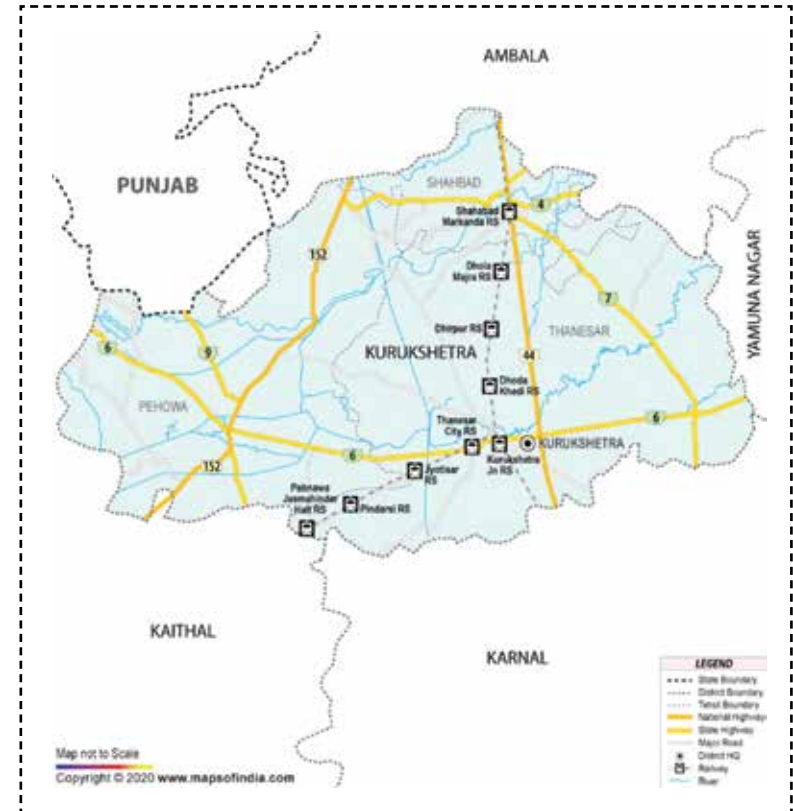 AMBALA
PUNJAB
SHAHBAD
4
Shahabad
Markanda RS
152
YAMUNA NAGAR
Dhola
Majra RS
7
Dhirpur RS
THANESAR
6
9
KURUKSHETRA
44
Dhoda
Khedi RS
PEHOWA
6
Thanesar
City RS
KURUKSHETRA
6
Kurukshetra
Jn RS
152
Jyotisar
RS
Pabnawa
Jasmahinder
Halt RS
Pindarsi RS
KAITHAL
KARNAL
LEGEND
State Boundary
District Boundary
Tehsil Boundary
National Highway
State Highway
Major Road
District HQ
Railway
River
Map not to Scale
Copyright © 2020 www.mapsofindia.com